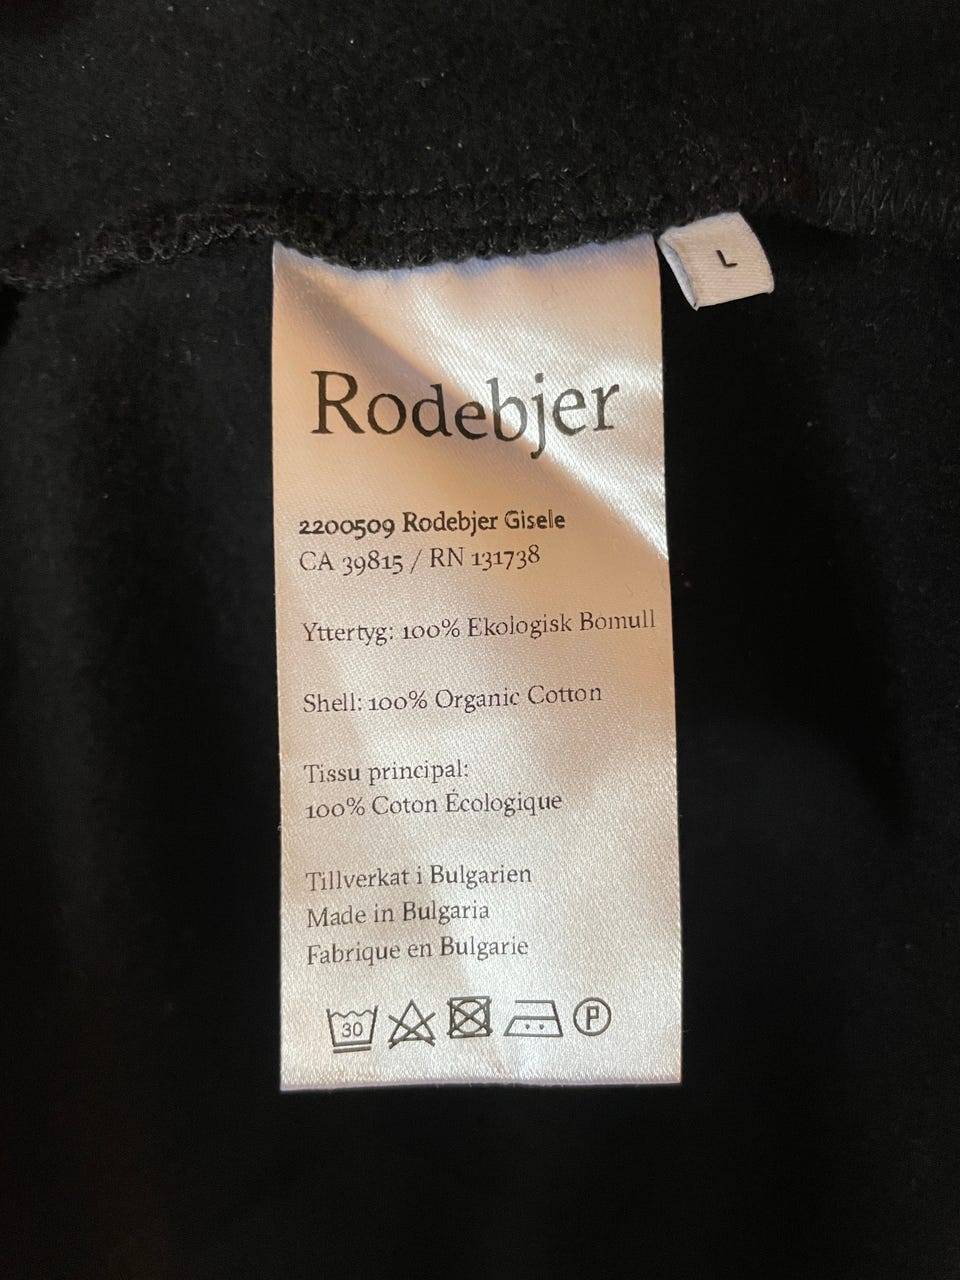 L
Rodebjer
2200509 Rodebjer Gisele
CA 39815 / RN 131738
Yttertyg: 100% Ekologisk Bomull
Shell: 100% Organic Cotton
Tissu principal:
100% Coton Écologique
Tillverkat i Bulgarien
Made in Bulgaria
Fabrique en Bulgarie
30 P